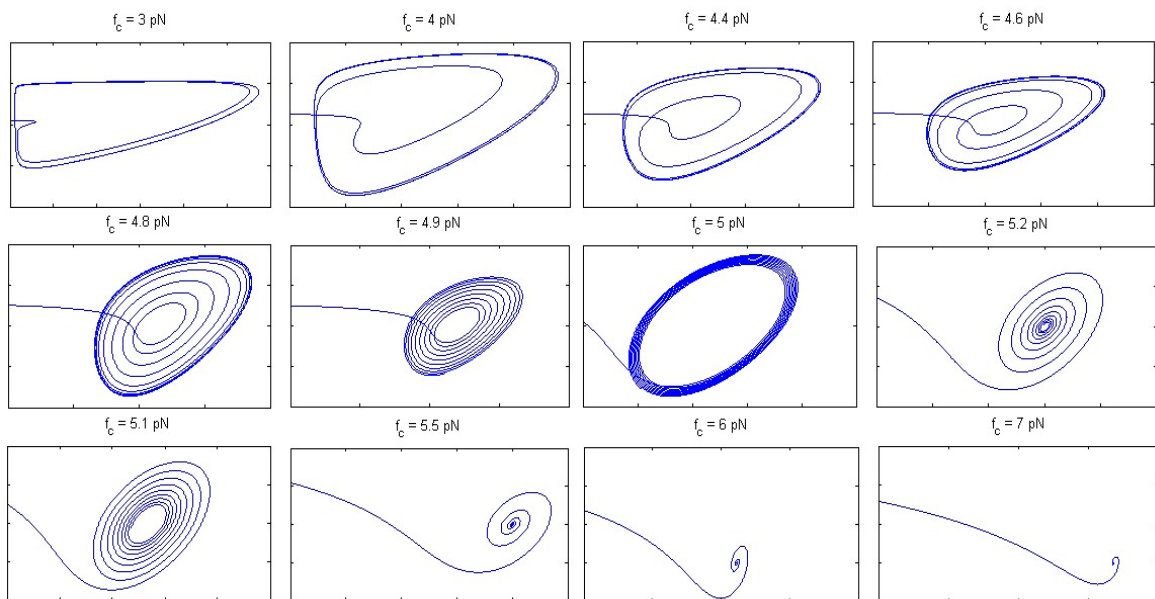 f_c = 3 pN
f_c = 4 pN
f_c = 4.4 pN
f_c = 4.6 pN
f_c = 4.8 pN
f_c = 4.9 pN
f_c = 5 pN
f_c = 5.2 pN
f_c = 5.1 pN
f_c = 5.5 pN
f_c = 6 pN
f_c = 7 pN